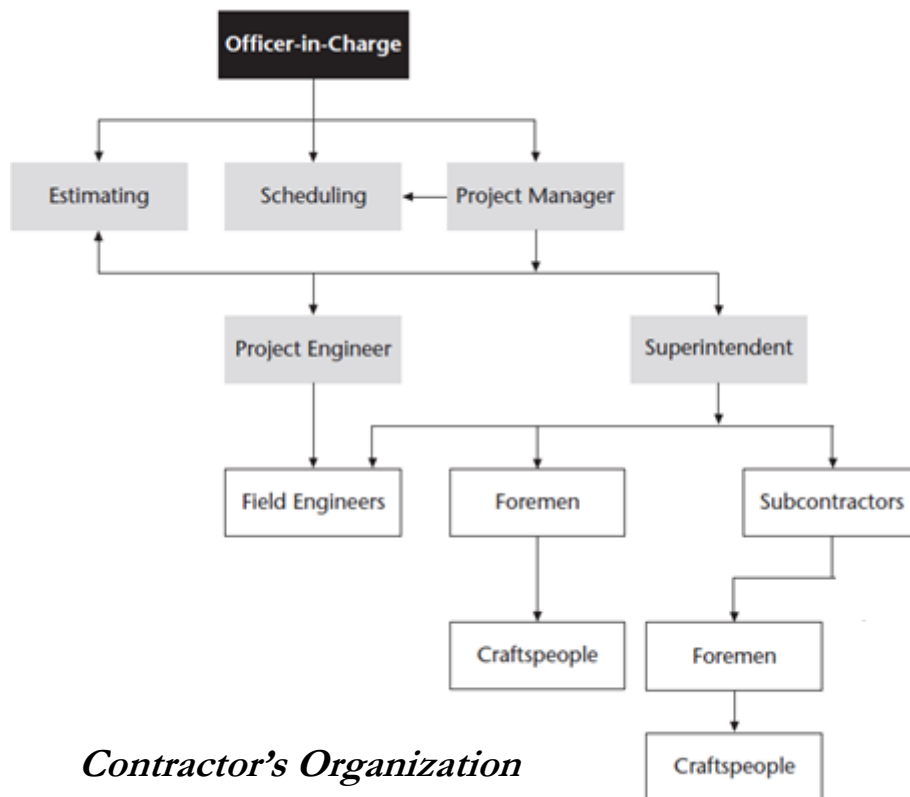 Officer-in-Charge
Estimating
Scheduling
Project Manager
Project Engineer
Superintendent
Field Engineers
Foremen
Subcontractors
Craftspeople
Foremen
Contractor's Organization
Craftspeople